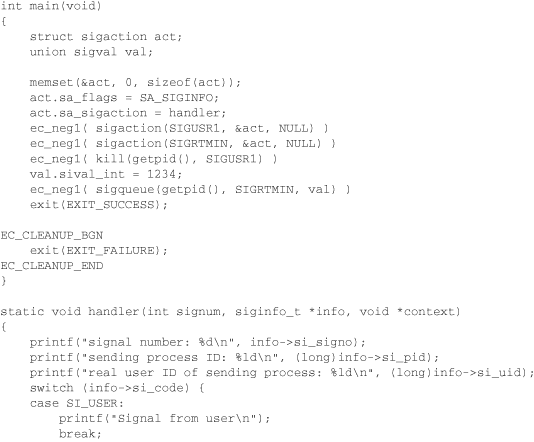 int main(void)
{
    struct sigaction act;
    union sigval val;

    memset(&act, 0, sizeof(act));
    act.sa_flags = SA_SIGINFO;
    act.sa_sigaction = handler;
    ec_neg1( sigaction(SIGUSR1, &act, NULL) )
    ec_neg1( sigaction(SIGRTMIN, &act, NULL) )
    ec_neg1( kill(getpid(), SIGUSR1) )
    val.sival_int = 1234;
    ec_neg1( sigqueue(getpid(), SIGRTMIN, val) )
    exit(EXIT_SUCCESS);

EC_CLEANUP_BGN
    exit(EXIT_FAILURE);
EC_CLEANUP_END
}

static void handler(int signum, siginfo_t *info, void *context)
{
    printf("signal number: %d\n", info->si_signo);
    printf("sending process ID: %ld\n", (long)info->si_pid);
    printf("real user ID of sending process: %ld\n", (long)info->si_uid);
    switch (info->si_code) {
    case SI_USER:
        printf("Signal from user\n");
        break;